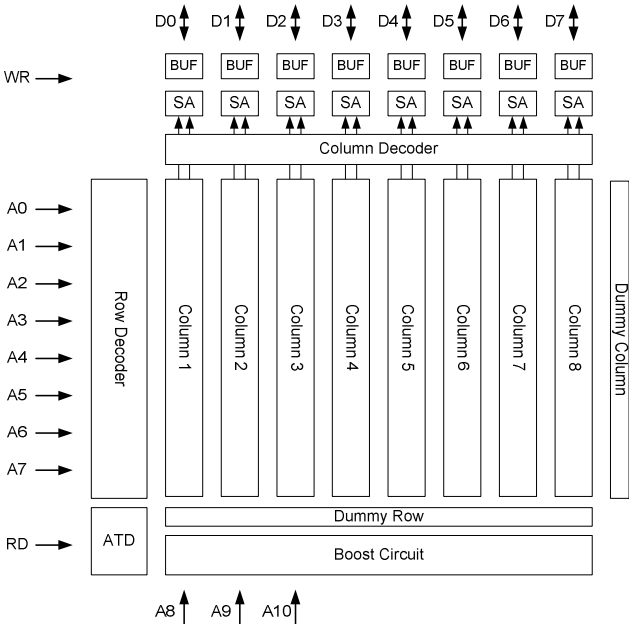 D0 D1 D2 D3 D4 D5 D6 D7
WR
BUF BUF BUF BUF BUF BUF BUF BUF
SA SA SA SA SA SA SA SA
Column Decoder
A0
A1
A2
A3
A4
A5
A6
A7
Row Decoder
Column 1
Column 2
Column 3
Column 4
Column 5
Column 6
Column 7
Column 8
Dummy Column
Dummy Row
RD
ATD
Boost Circuit
A8 A9 A10